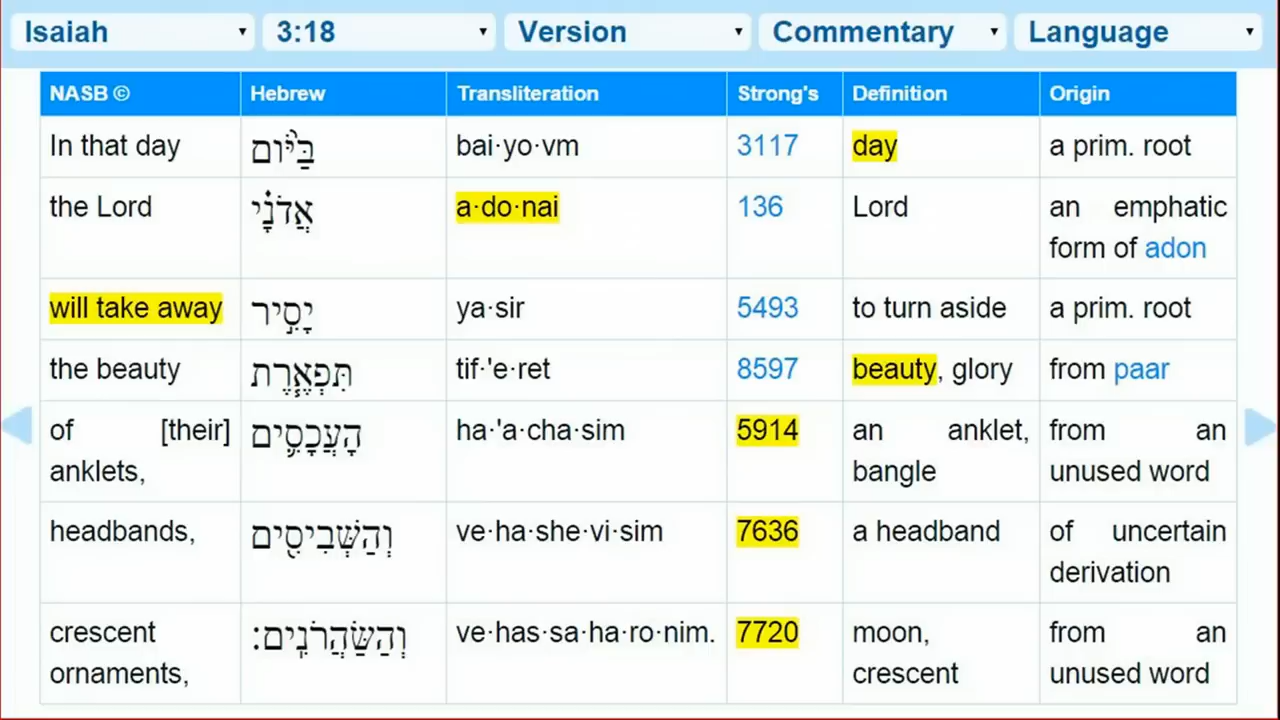 Isaiah 3:18 Version Commentary Language
NASB © Hebrew Transliteration Strong's Definition Origin
In that day בַּיּ֨וֹם bai·yo·vm 3117 day a prim. root
the Lord אֲדֹנָ֗י a·do·nai 136 Lord an emphatic
form of adon
will take away יָסִ֣יר ya·sir 5493 to turn aside a prim. root
the beauty תִּפְאֶ֧רֶת tif·'e·ret 8597 beauty, glory from paar
of [their] הָעֲכָסִ֛ים ha·'a·cha·sim 5914 an anklet, from an
anklets, bangle unused word
headbands, וְהַשְּׁבִיסִ֖ים ve·ha·she·vi·sim 7636 a headband of uncertain
derivation
crescent וְהַשַּׂהֲרֹנִֽים׃ ve·has·sa·ha·ro·nim. 7720 moon, from an
ornaments, crescent unused word